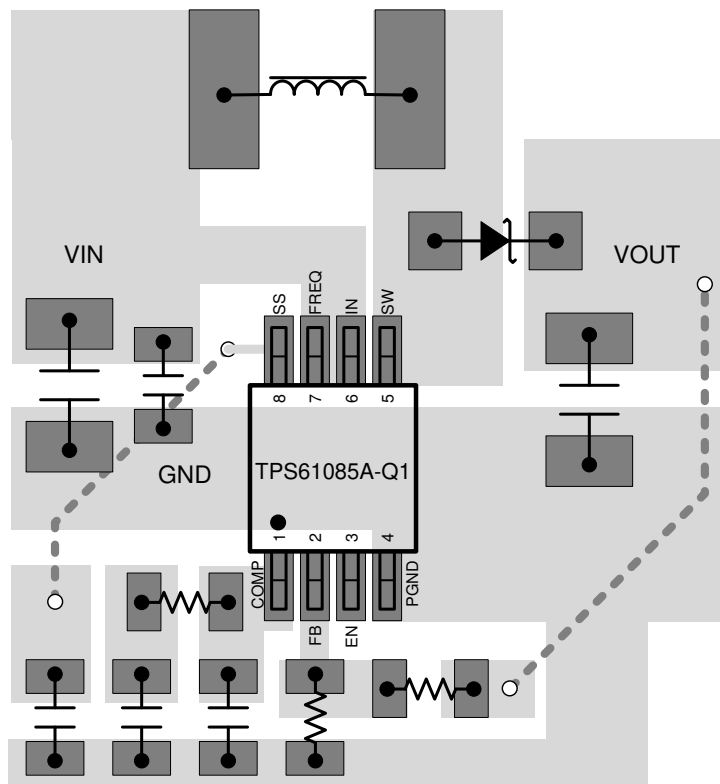 VIN
VOUT
SS
FREQ
IN
SW
8
7
6
5
TPS61085A-Q1
GND
1
2
3
4
COMP
FB
EN
PGND